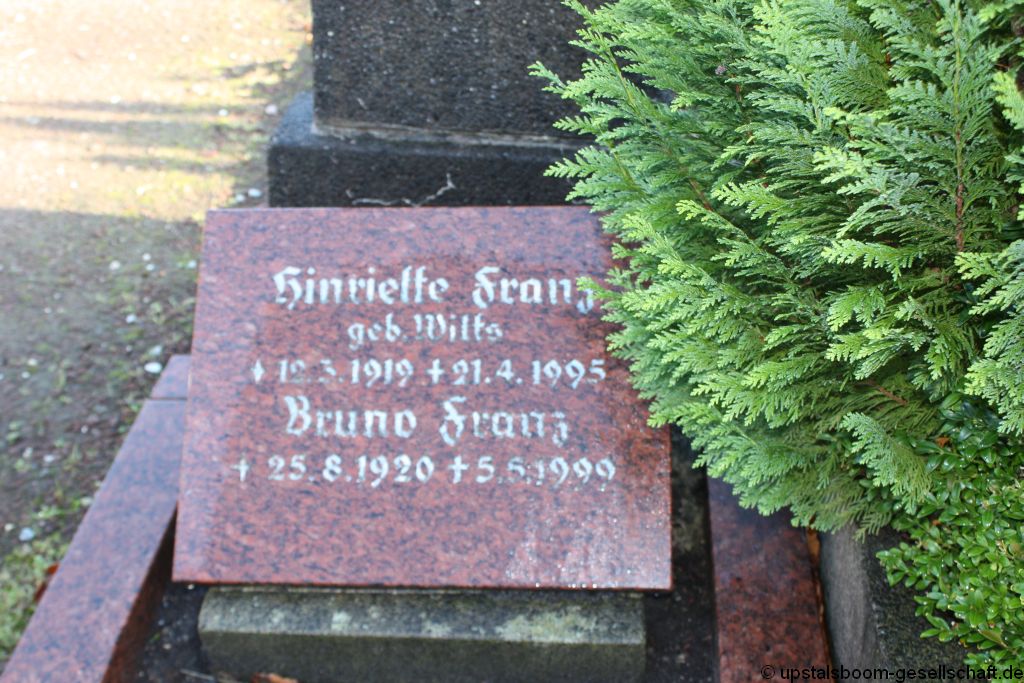 Hinriette Franz
geb. Wilts
† 12.3.1919 † 21.4.1995
Bruno Franz
† 25.8.1920 † 5.5.1999
© upstalsboom-gesellschaft.de